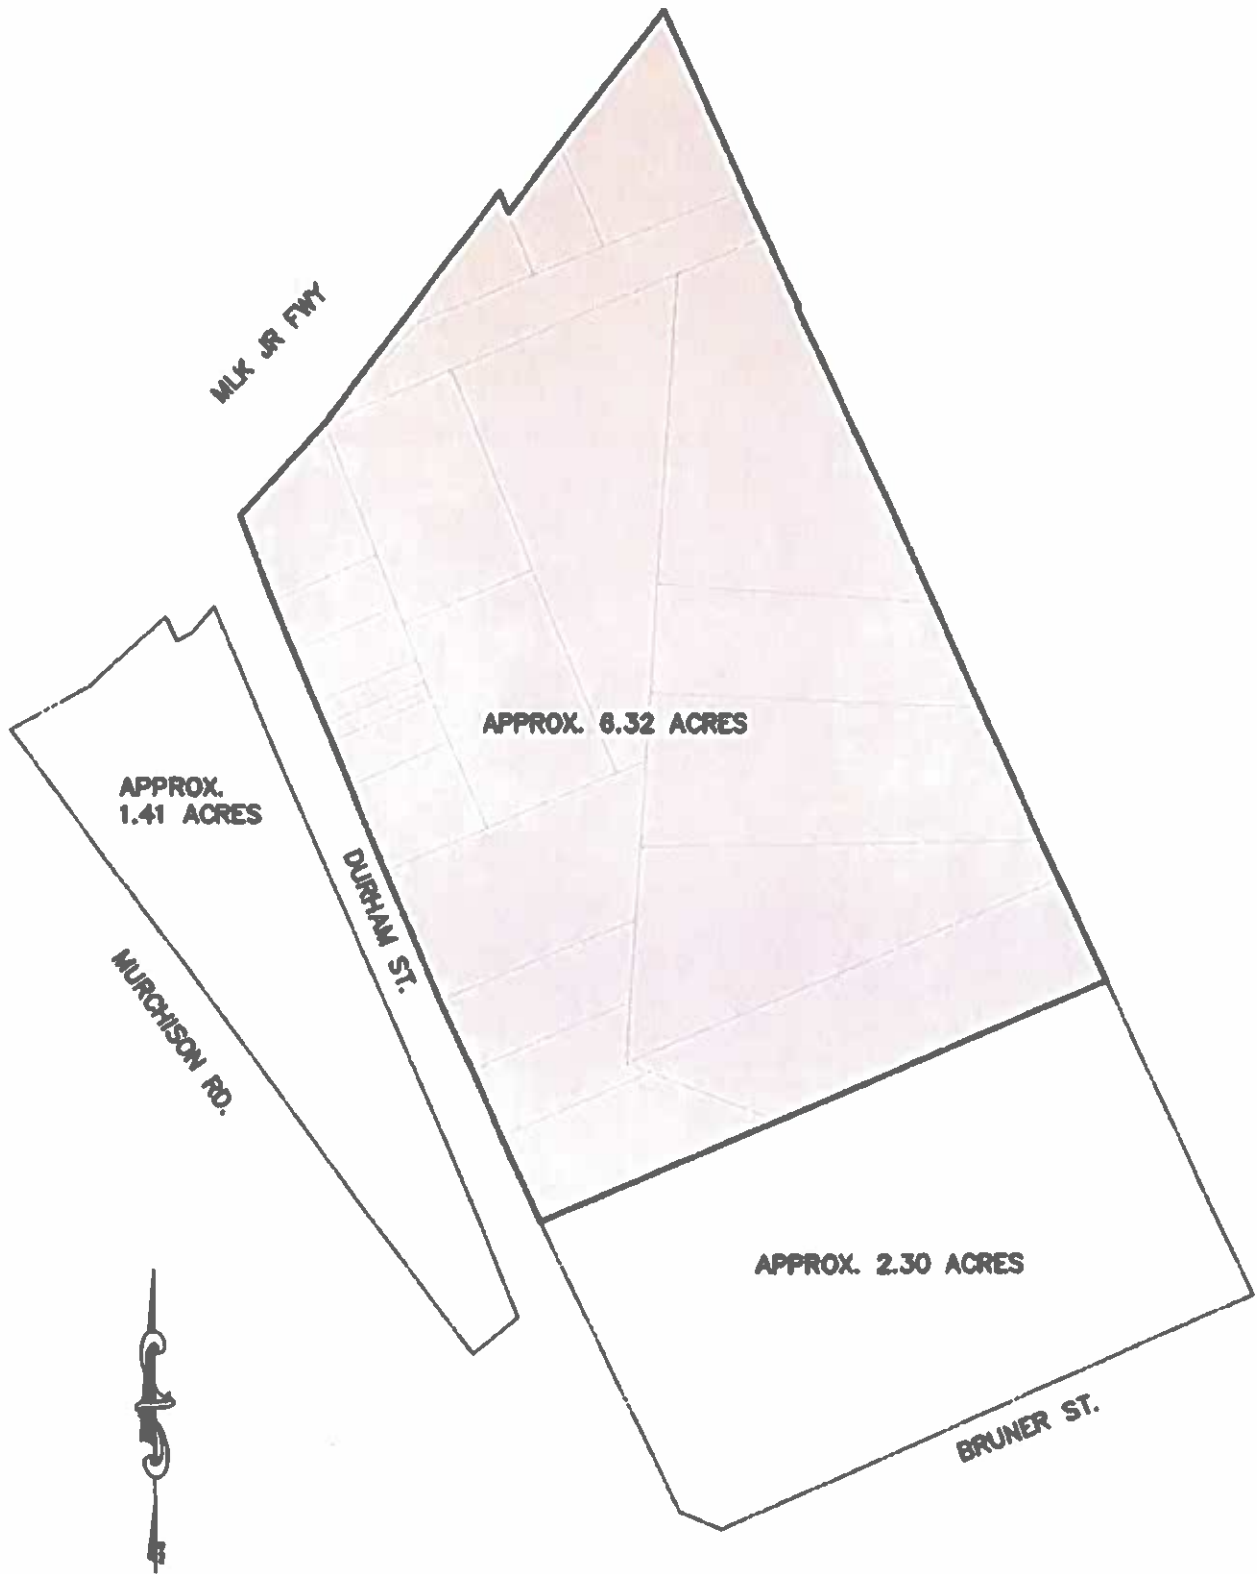 MLK JR FWY
APPROX. 6.32 ACRES
APPROX.
1.41 ACRES
DURHAM ST.
MURCHISON RD.
APPROX. 2.30 ACRES
BRUNER ST.